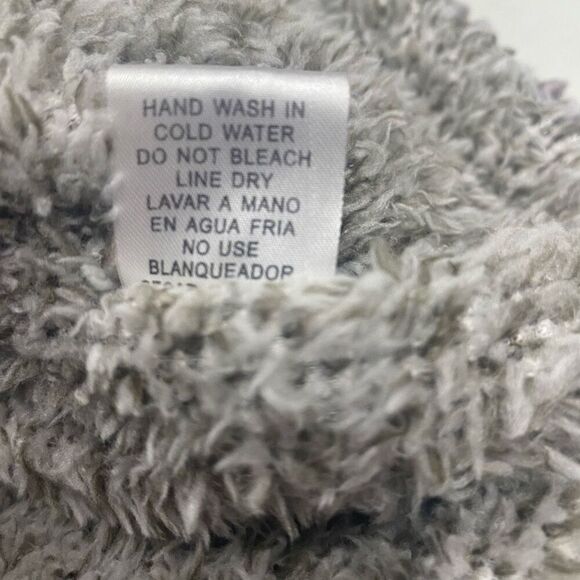 HAND WASH IN
COLD WATER
DO NOT BLEACH
LINE DRY
LAVAR A MANO
EN AGUA FRIA
NO USE
BLANQUEADOR